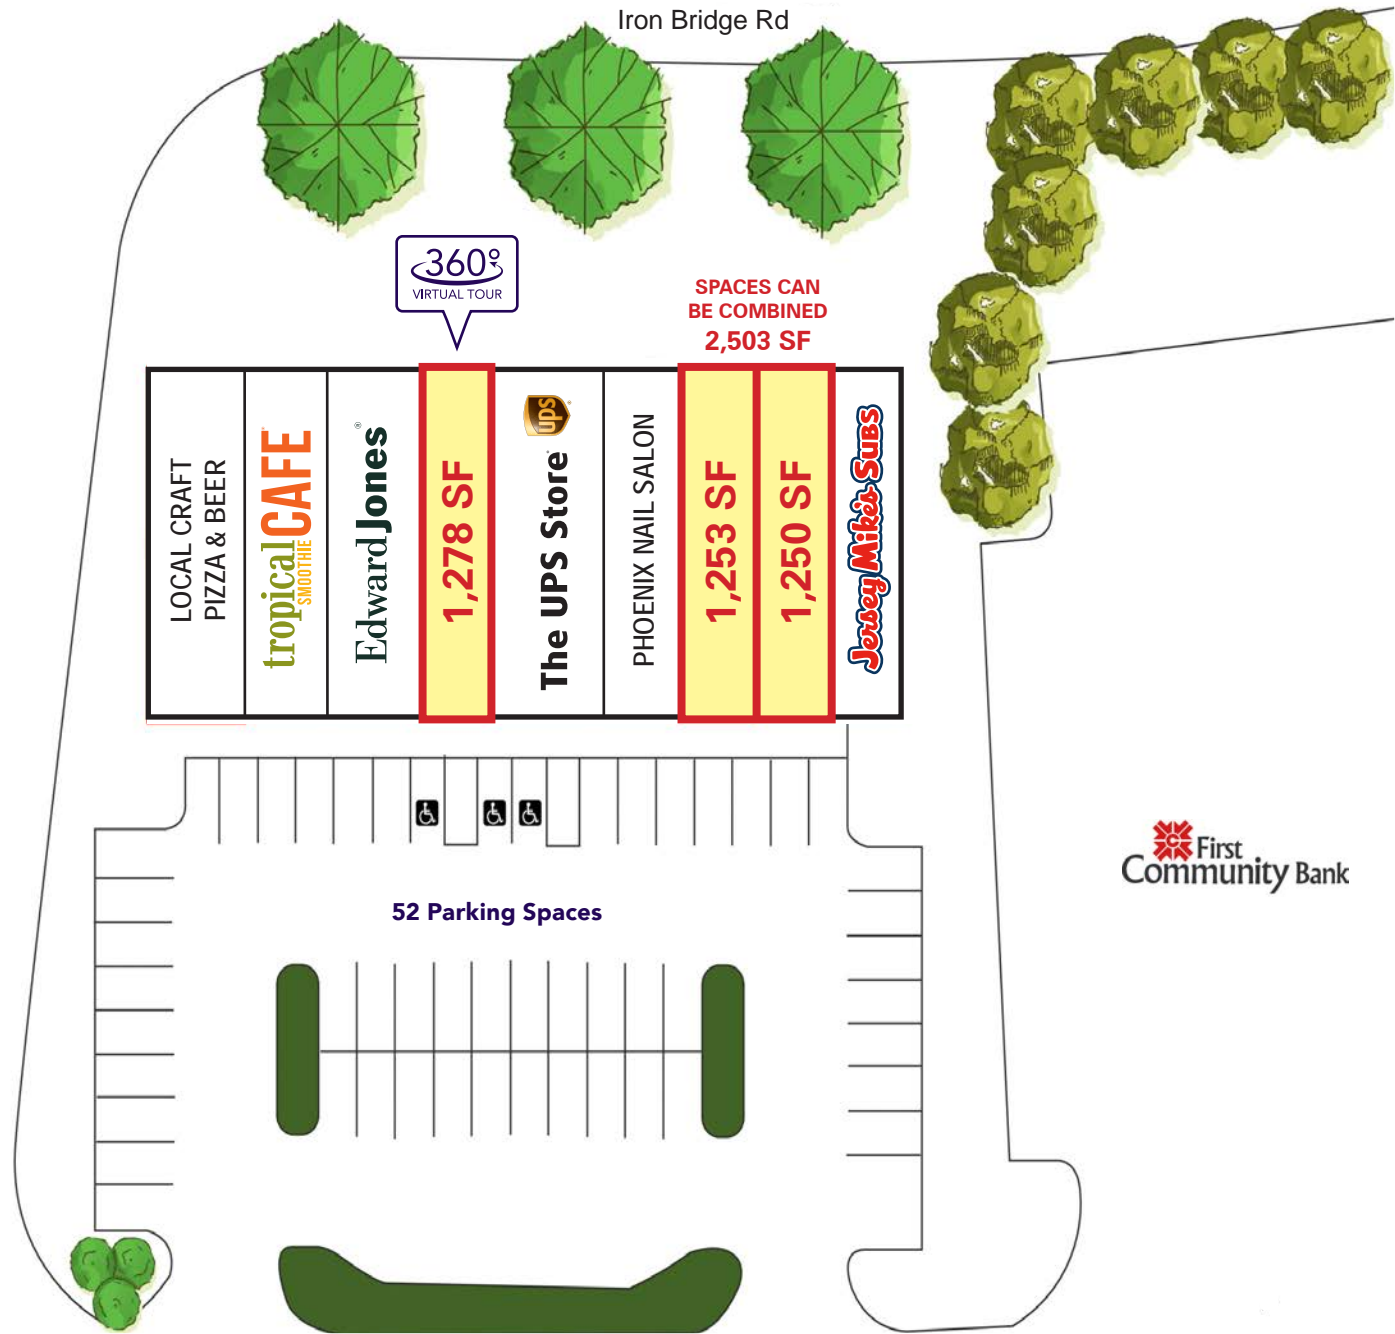 Iron Bridge Rd
360°
VIRTUAL TOUR
SPACES CAN
BE COMBINED
2,503 SF
LOCAL CRAFT
PIZZA & BEER
tropical
SMOOTHIE
CAFE
Edward Jones®
1,278 SF
ups
The UPS Store
PHOENIX NAIL SALON
1,253 SF
1,250 SF
Jersey Mike's Subs
52 Parking Spaces
First
Community Bank